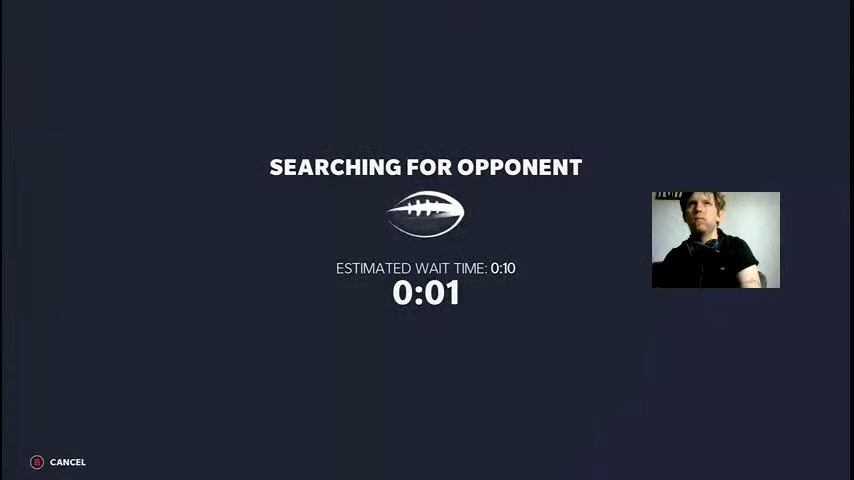 SEARCHING FOR OPPONENT
ESTIMATED WAIT TIME: 0:10
0:01
B CANCEL